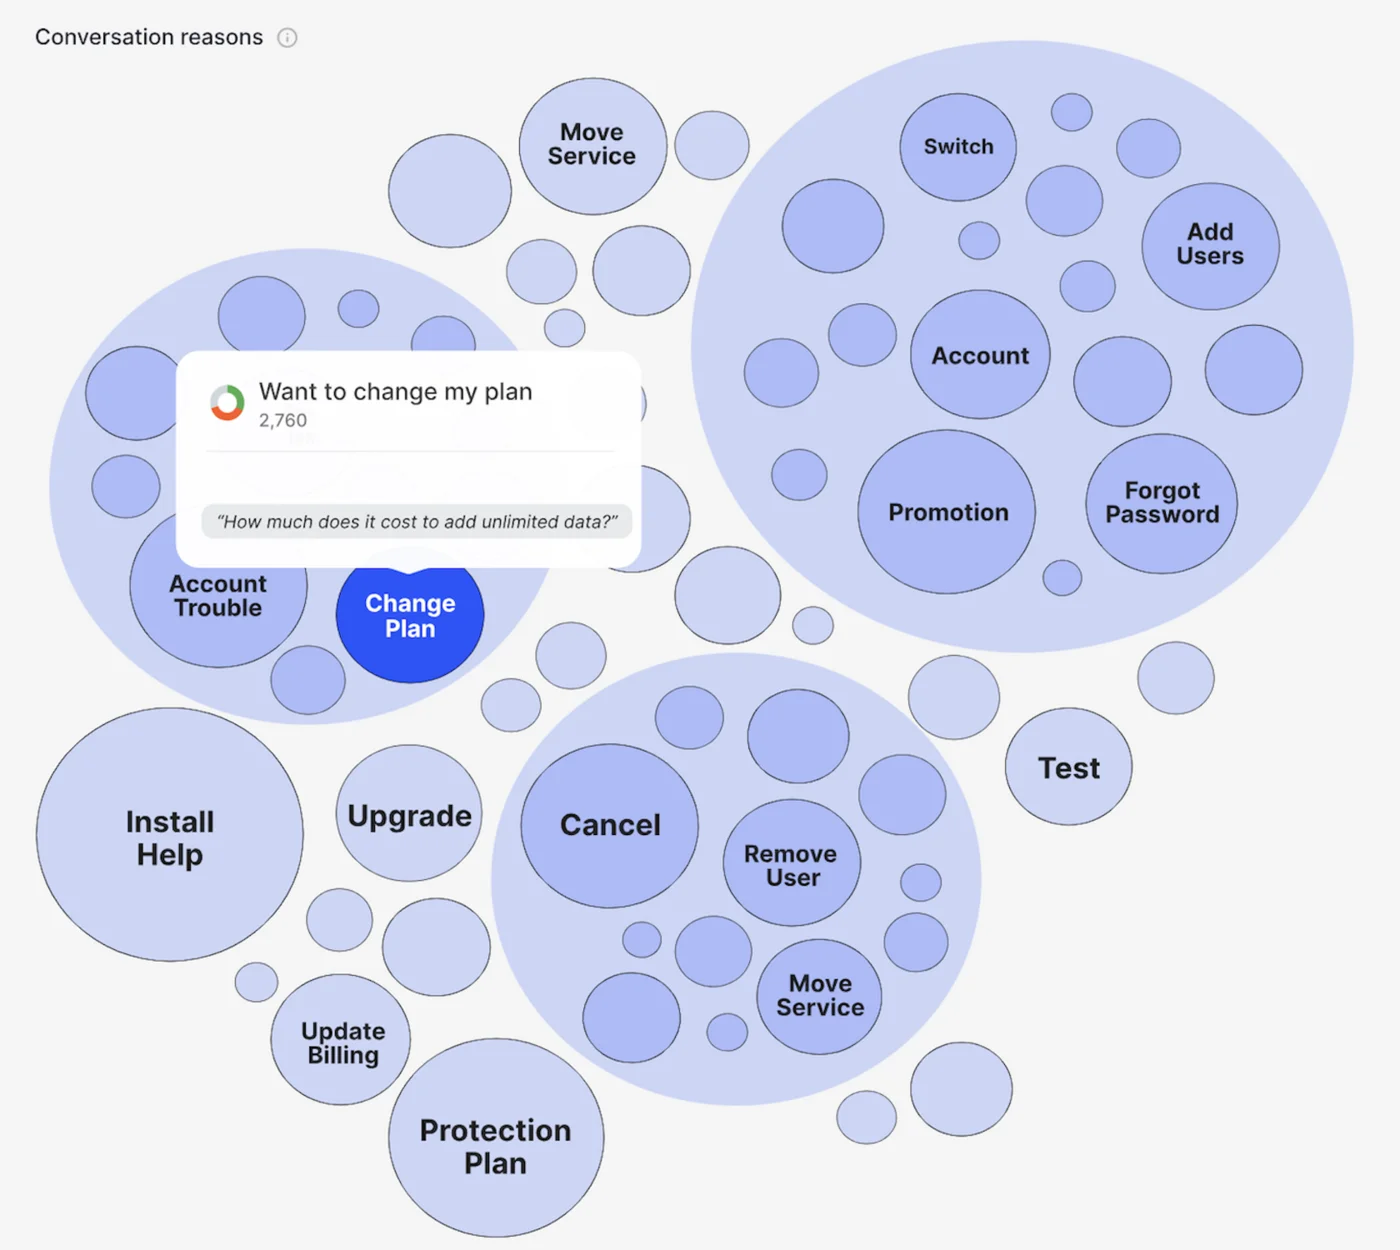 Conversation reasons
Move
Service
Switch
Add
Users
Account
Want to change my plan
2,760
Promotion
Forgot
Password
“How much does it cost to add unlimited data?”
Account
Trouble
Change
Plan
Test
Install
Help
Upgrade
Cancel
Remove
User
Move
Service
Update
Billing
Protection
Plan